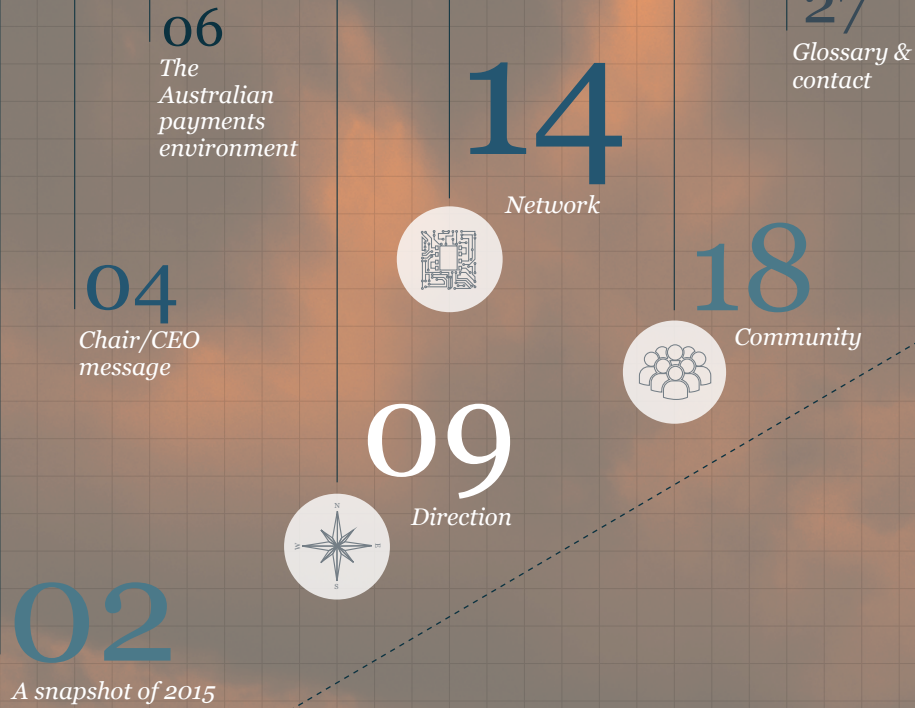 02
A snapshot of 2015
04
Chair/CEO
message
06
The
Australian
payments
environment
09
Direction
N
W
E
S
14
Network
18
Community
27
Glossary &
contact